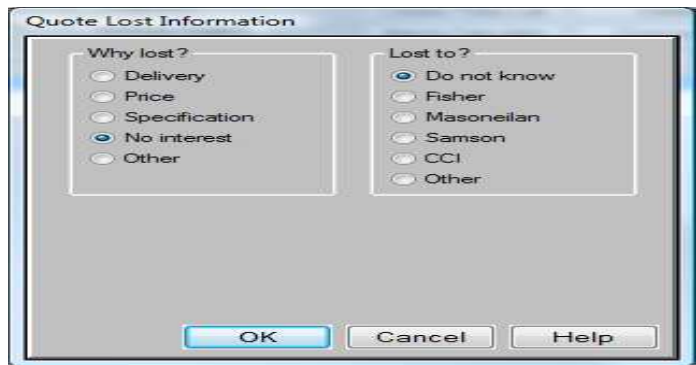 Quote Lost Information
Why lost?
Delivery
Price
Specification
No interest
Other
Lost to?
Do not know
Fisher
Masoneilan
Samson
CCI
Other
OK
Cancel
Help